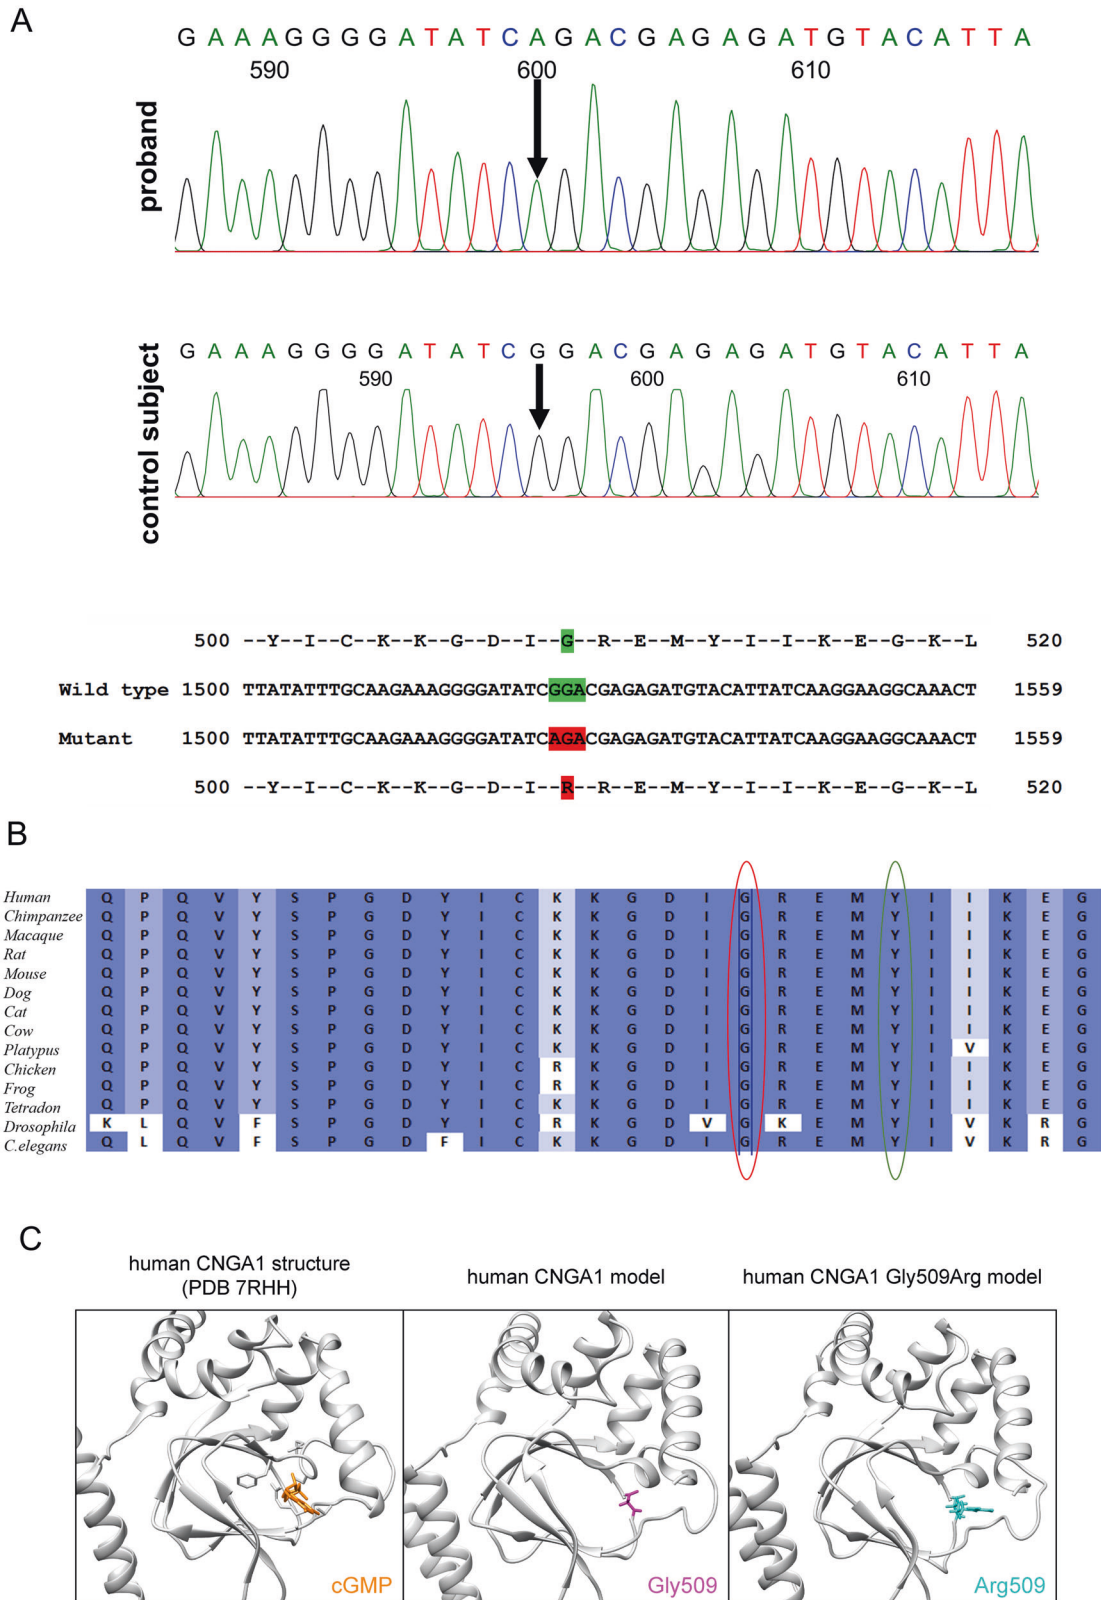 A
G A A A G G G G A T A T C A G A C G A G A G A T G T A C A T T A
590 600 610
proband
G A A A G G G G A T A T C G G A C G A G A G A T G T A C A T T A
590 600 610
control subject
500 --Y--I--C--K--K--G--D--I--G--R--E--M--Y--I--I--K--E--G--K--L 520
Wild type 1500 TTATATTTGCAAGAAAGGGGATATCGGACGAGAGATGTACATTATCAAGGAAGGCAAACT 1559
Mutant 1500 TTATATTTGCAAGAAAGGGGATATCAGACGAGAGATGTACATTATCAAGGAAGGCAAACT 1559
500 --Y--I--C--K--K--G--D--I--R--R--E--M--Y--I--I--K--E--G--K--L 520
B
Human Q P Q V Y S P G D Y I C K K G D I G R E M Y I I K E G
Chimpanzee Q P Q V Y S P G D Y I C K K G D I G R E M Y I I K E G
Macaque Q P Q V Y S P G D Y I C K K G D I G R E M Y I I K E G
Rat Q P Q V Y S P G D Y I C K K G D I G R E M Y I I K E G
Mouse Q P Q V Y S P G D Y I C K K G D I G R E M Y I I K E G
Dog Q P Q V Y S P G D Y I C K K G D I G R E M Y I I K E G
Cat Q P Q V Y S P G D Y I C K K G D I G R E M Y I I K E G
Cow Q P Q V Y S P G D Y I C K K G D I G R E M Y I I K E G
Platypus Q P Q V Y S P G D Y I C K K G D I G R E M Y I V K E G
Chicken Q P Q V Y S P G D Y I C R K G D I G R E M Y I I K E G
Frog Q P Q V Y S P G D Y I C R K G D I G R E M Y I I K E G
Tetradon Q P Q V Y S P G D Y I C K K G D I G R E M Y I I K E G
Drosophila K L Q V F S P G D Y I C R K G D V G K E M Y I V K R G
C.elegans Q L Q V F S P G D F I C K K G D I G R E M Y I V K R G
C
human CNGA1 structure
(PDB 7RHH)
human CNGA1 model
human CNGA1 Gly509Arg model
cGMP
Gly509
Arg509